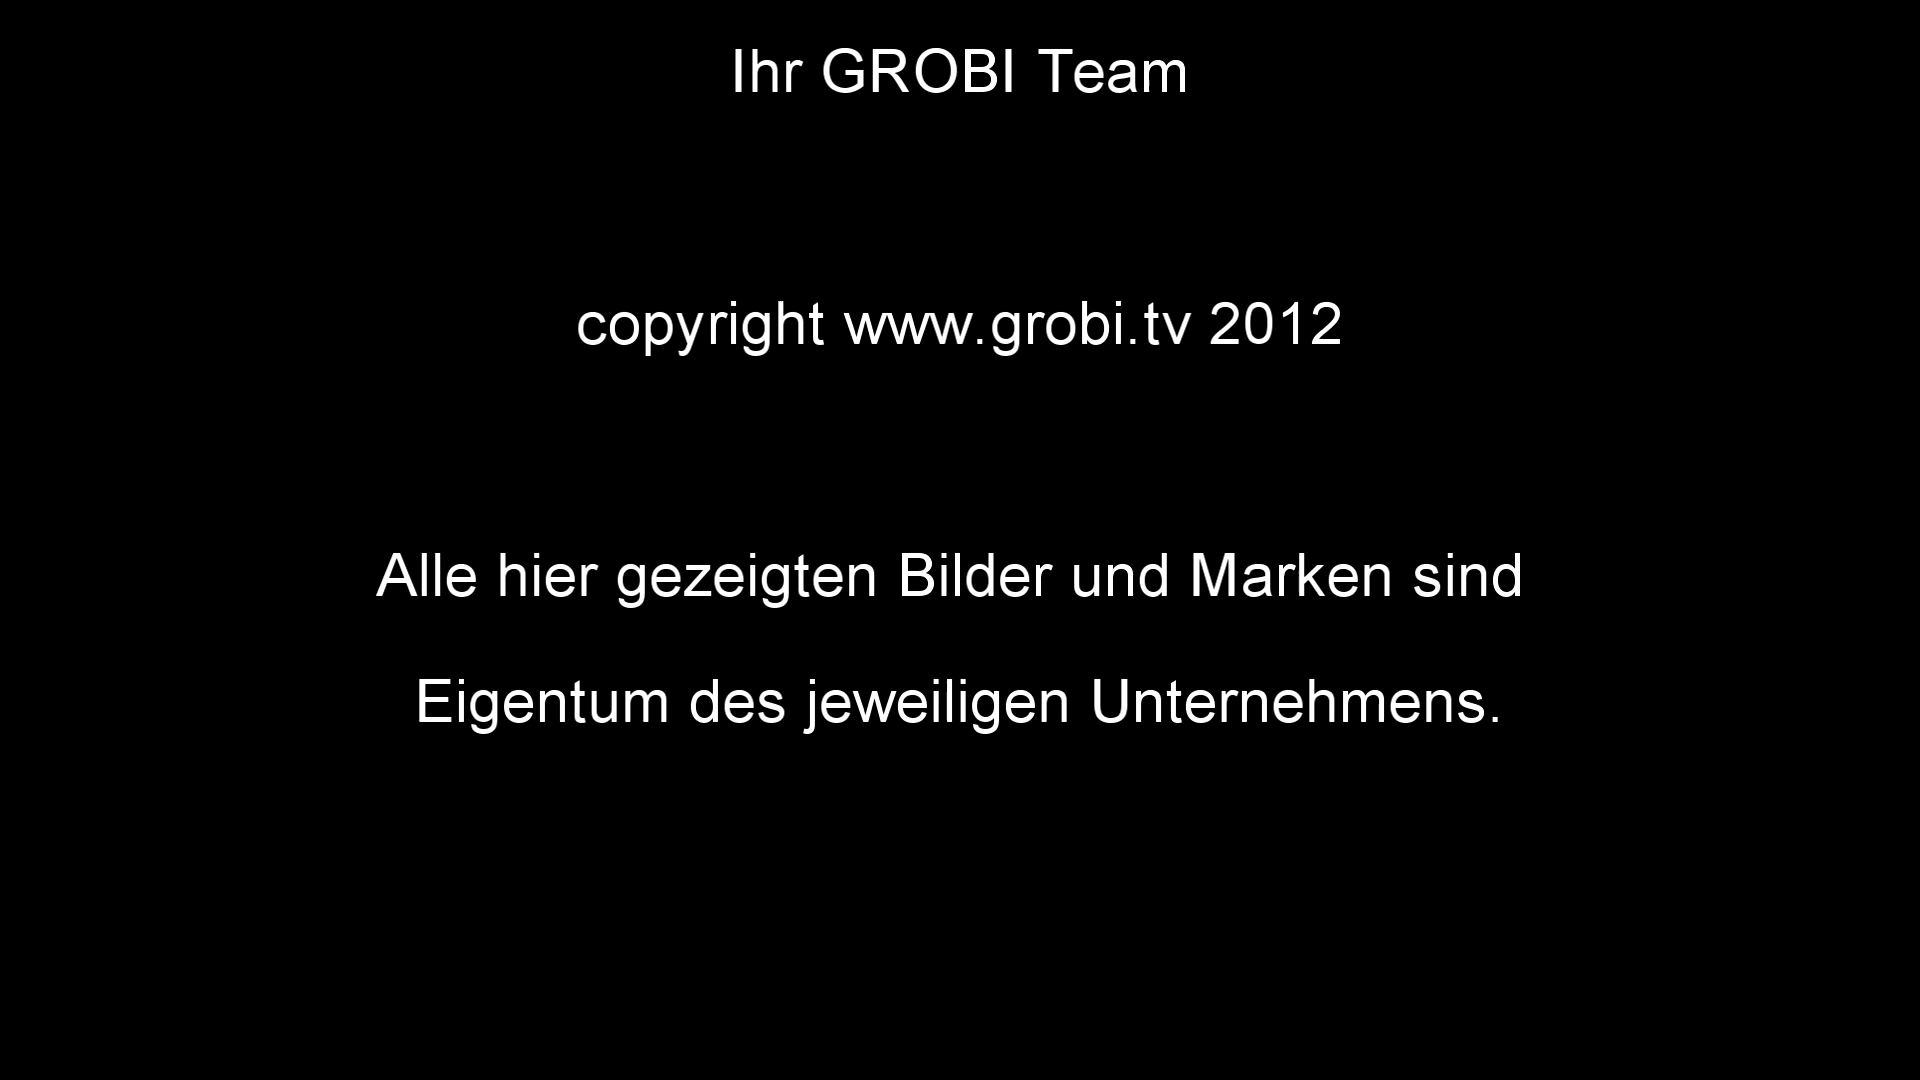 Ihr GROBI Team
copyright www.grobi.tv 2012
Alle hier gezeigten Bilder und Marken sind
Eigentum des jeweiligen Unternehmens.